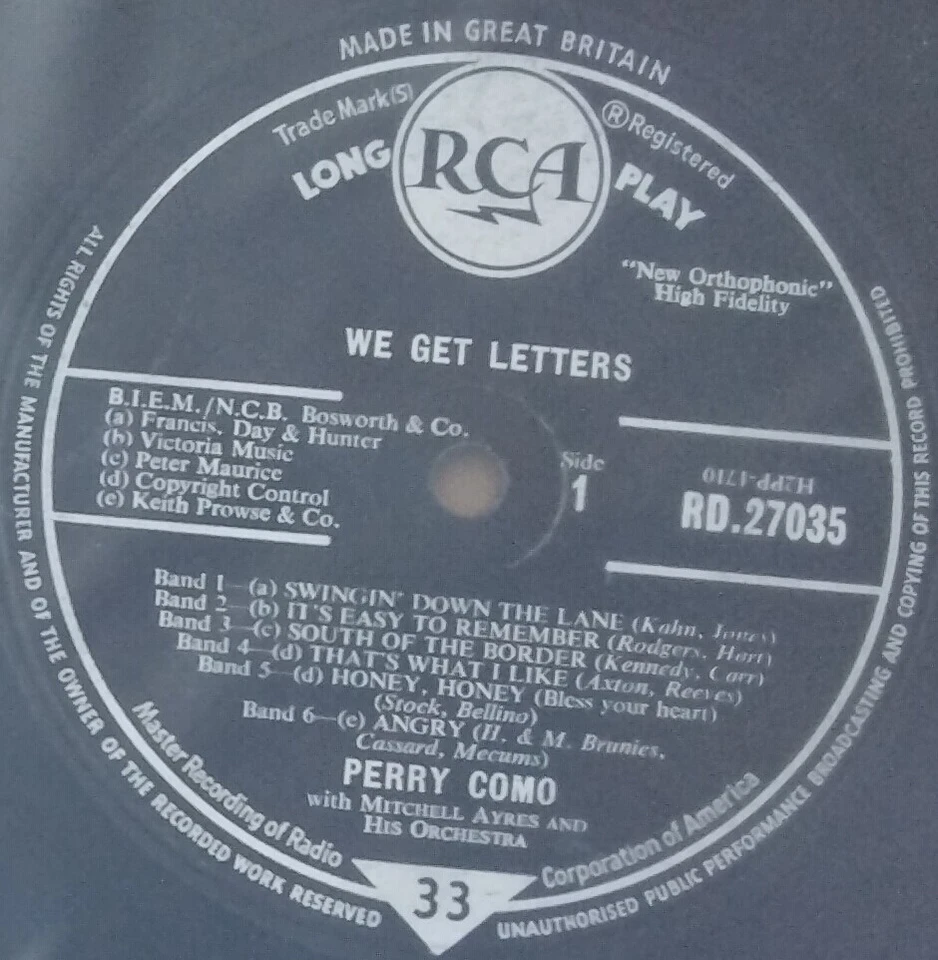 MADE IN GREAT BRITAIN
Trade Mark(S)
®Registered
LONG PLAY
RCA
"New Orthophonic"
High Fidelity
WE GET LETTERS
B.I.E.M./N.C.B. Bosworth & Co.
(a) Francis, Day & Hunter
(b) Victoria Music
(c) Peter Maurice
(d) Copyright Control
(e) Keith Prowse & Co.
Side
1
H2PP-4710
RD.27035
Band 1—(a) SWINGIN' DOWN THE LANE (Kahn, Jones)
Band 2—(b) IT'S EASY TO REMEMBER (Rodgers, Hart)
Band 3—(c) SOUTH OF THE BORDER (Kennedy, Carr)
Band 4—(d) THAT'S WHAT I LIKE (Axton, Reeves)
Band 5—(d) HONEY, HONEY (Bless your heart)
(Stock, Bellino)
Band 6—(e) ANGRY (H. & M. Brunies,
Cassard, Mecums)
PERRY COMO
with MITCHELL AYRES AND
HIS ORCHESTRA
Master Recording of Radio Corporation of America
33
ALL RIGHTS OF THE MANUFACTURER AND OF THE OWNER OF THE RECORDED WORK RESERVED
UNAUTHORISED PUBLIC PERFORMANCE BROADCASTING AND COPYING OF THIS RECORD PROHIBITED